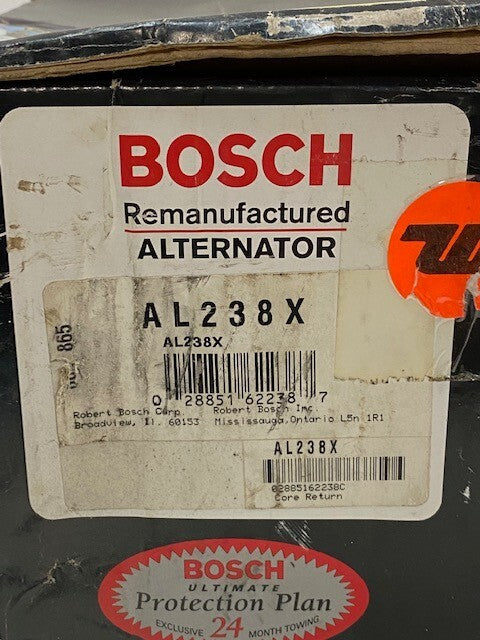 BOSCH
Remanufactured
ALTERNATOR
AL238X
865
AL238X
0 28851 62238 7
Robert Bosch Corp. Robert Bosch Inc.
Broadview, Il. 60153 Mississauga,Ontario L5n 1R1
AL238X
02885162238C
Core Return
BOSCH
ULTIMATE
Protection Plan
EXCLUSIVE 24 MONTH TOWING